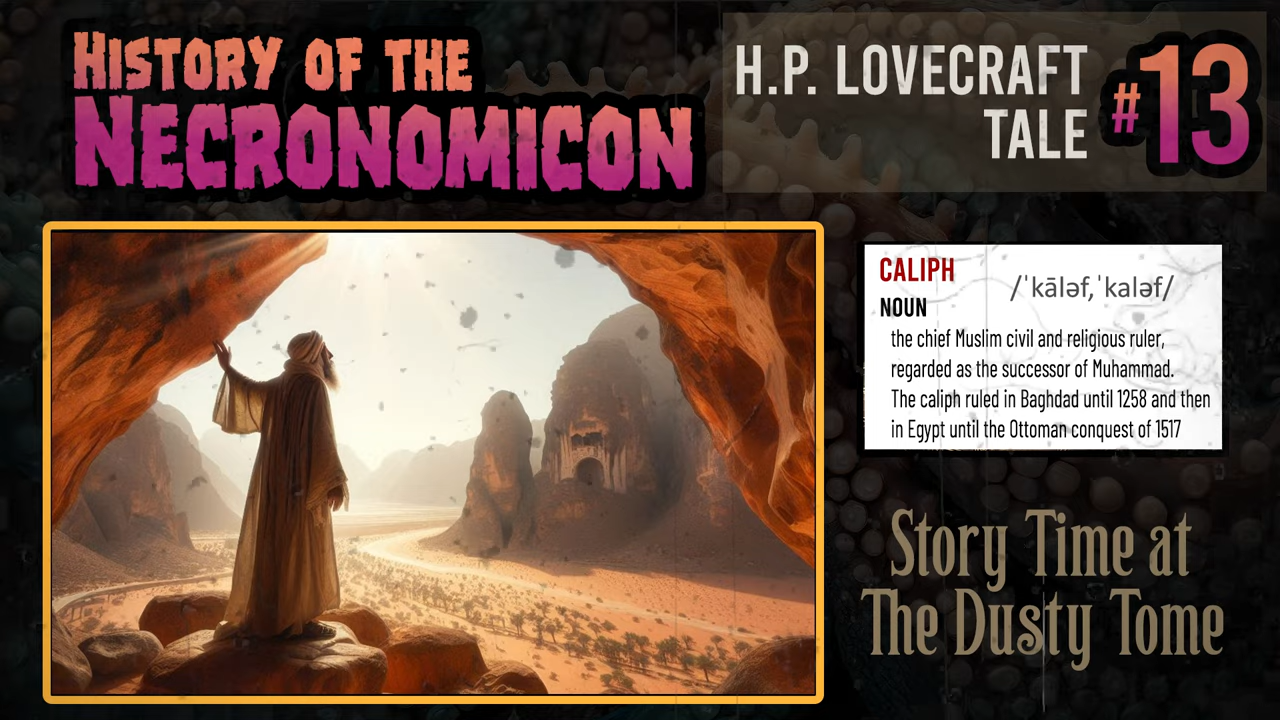 HISTORY OF THE
NECRONOMICON
H.P. LOVECRAFT
TALE
#13
CALIPH
/ˈkāləf,ˈkaləf/
NOUN
the chief Muslim civil and religious ruler,
regarded as the successor of Muhammad.
The caliph ruled in Baghdad until 1258 and then
in Egypt until the Ottoman conquest of 1517
Story Time at
The Dusty Tome